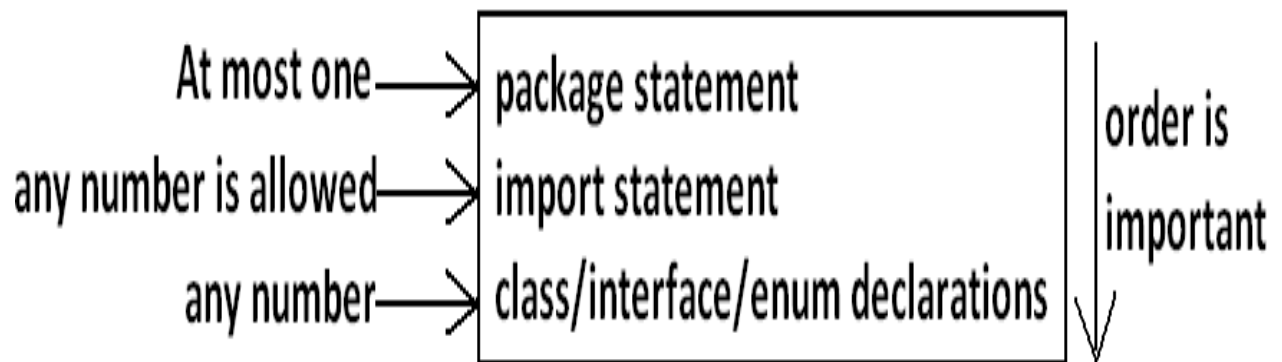 At most one
package statement
any number is allowed
import statement
any number
class/interface/enum declarations
order is
important